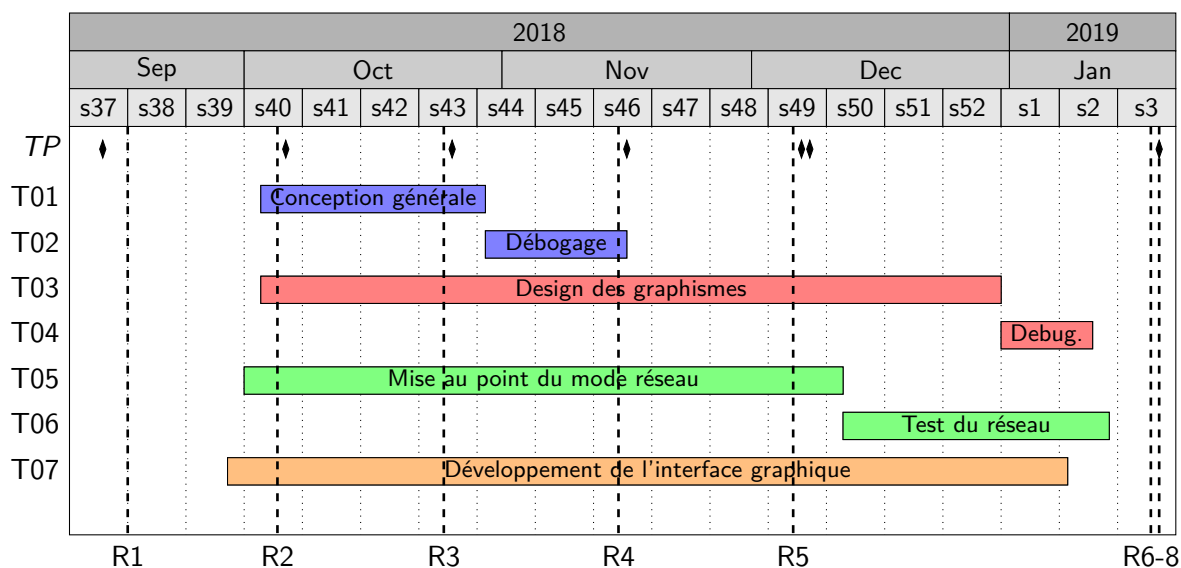 2018 2019
Sep Oct Nov Dec Jan
s37 s38 s39 s40 s41 s42 s43 s44 s45 s46 s47 s48 s49 s50 s51 s52 s1 s2 s3
TP
T01 Conception générale
T02 Débogage
T03 Design des graphismes
T04 Debug.
T05 Mise au point du mode réseau
T06 Test du réseau
T07 Développement de l'interface graphique
R1 R2 R3 R4 R5 R6-8